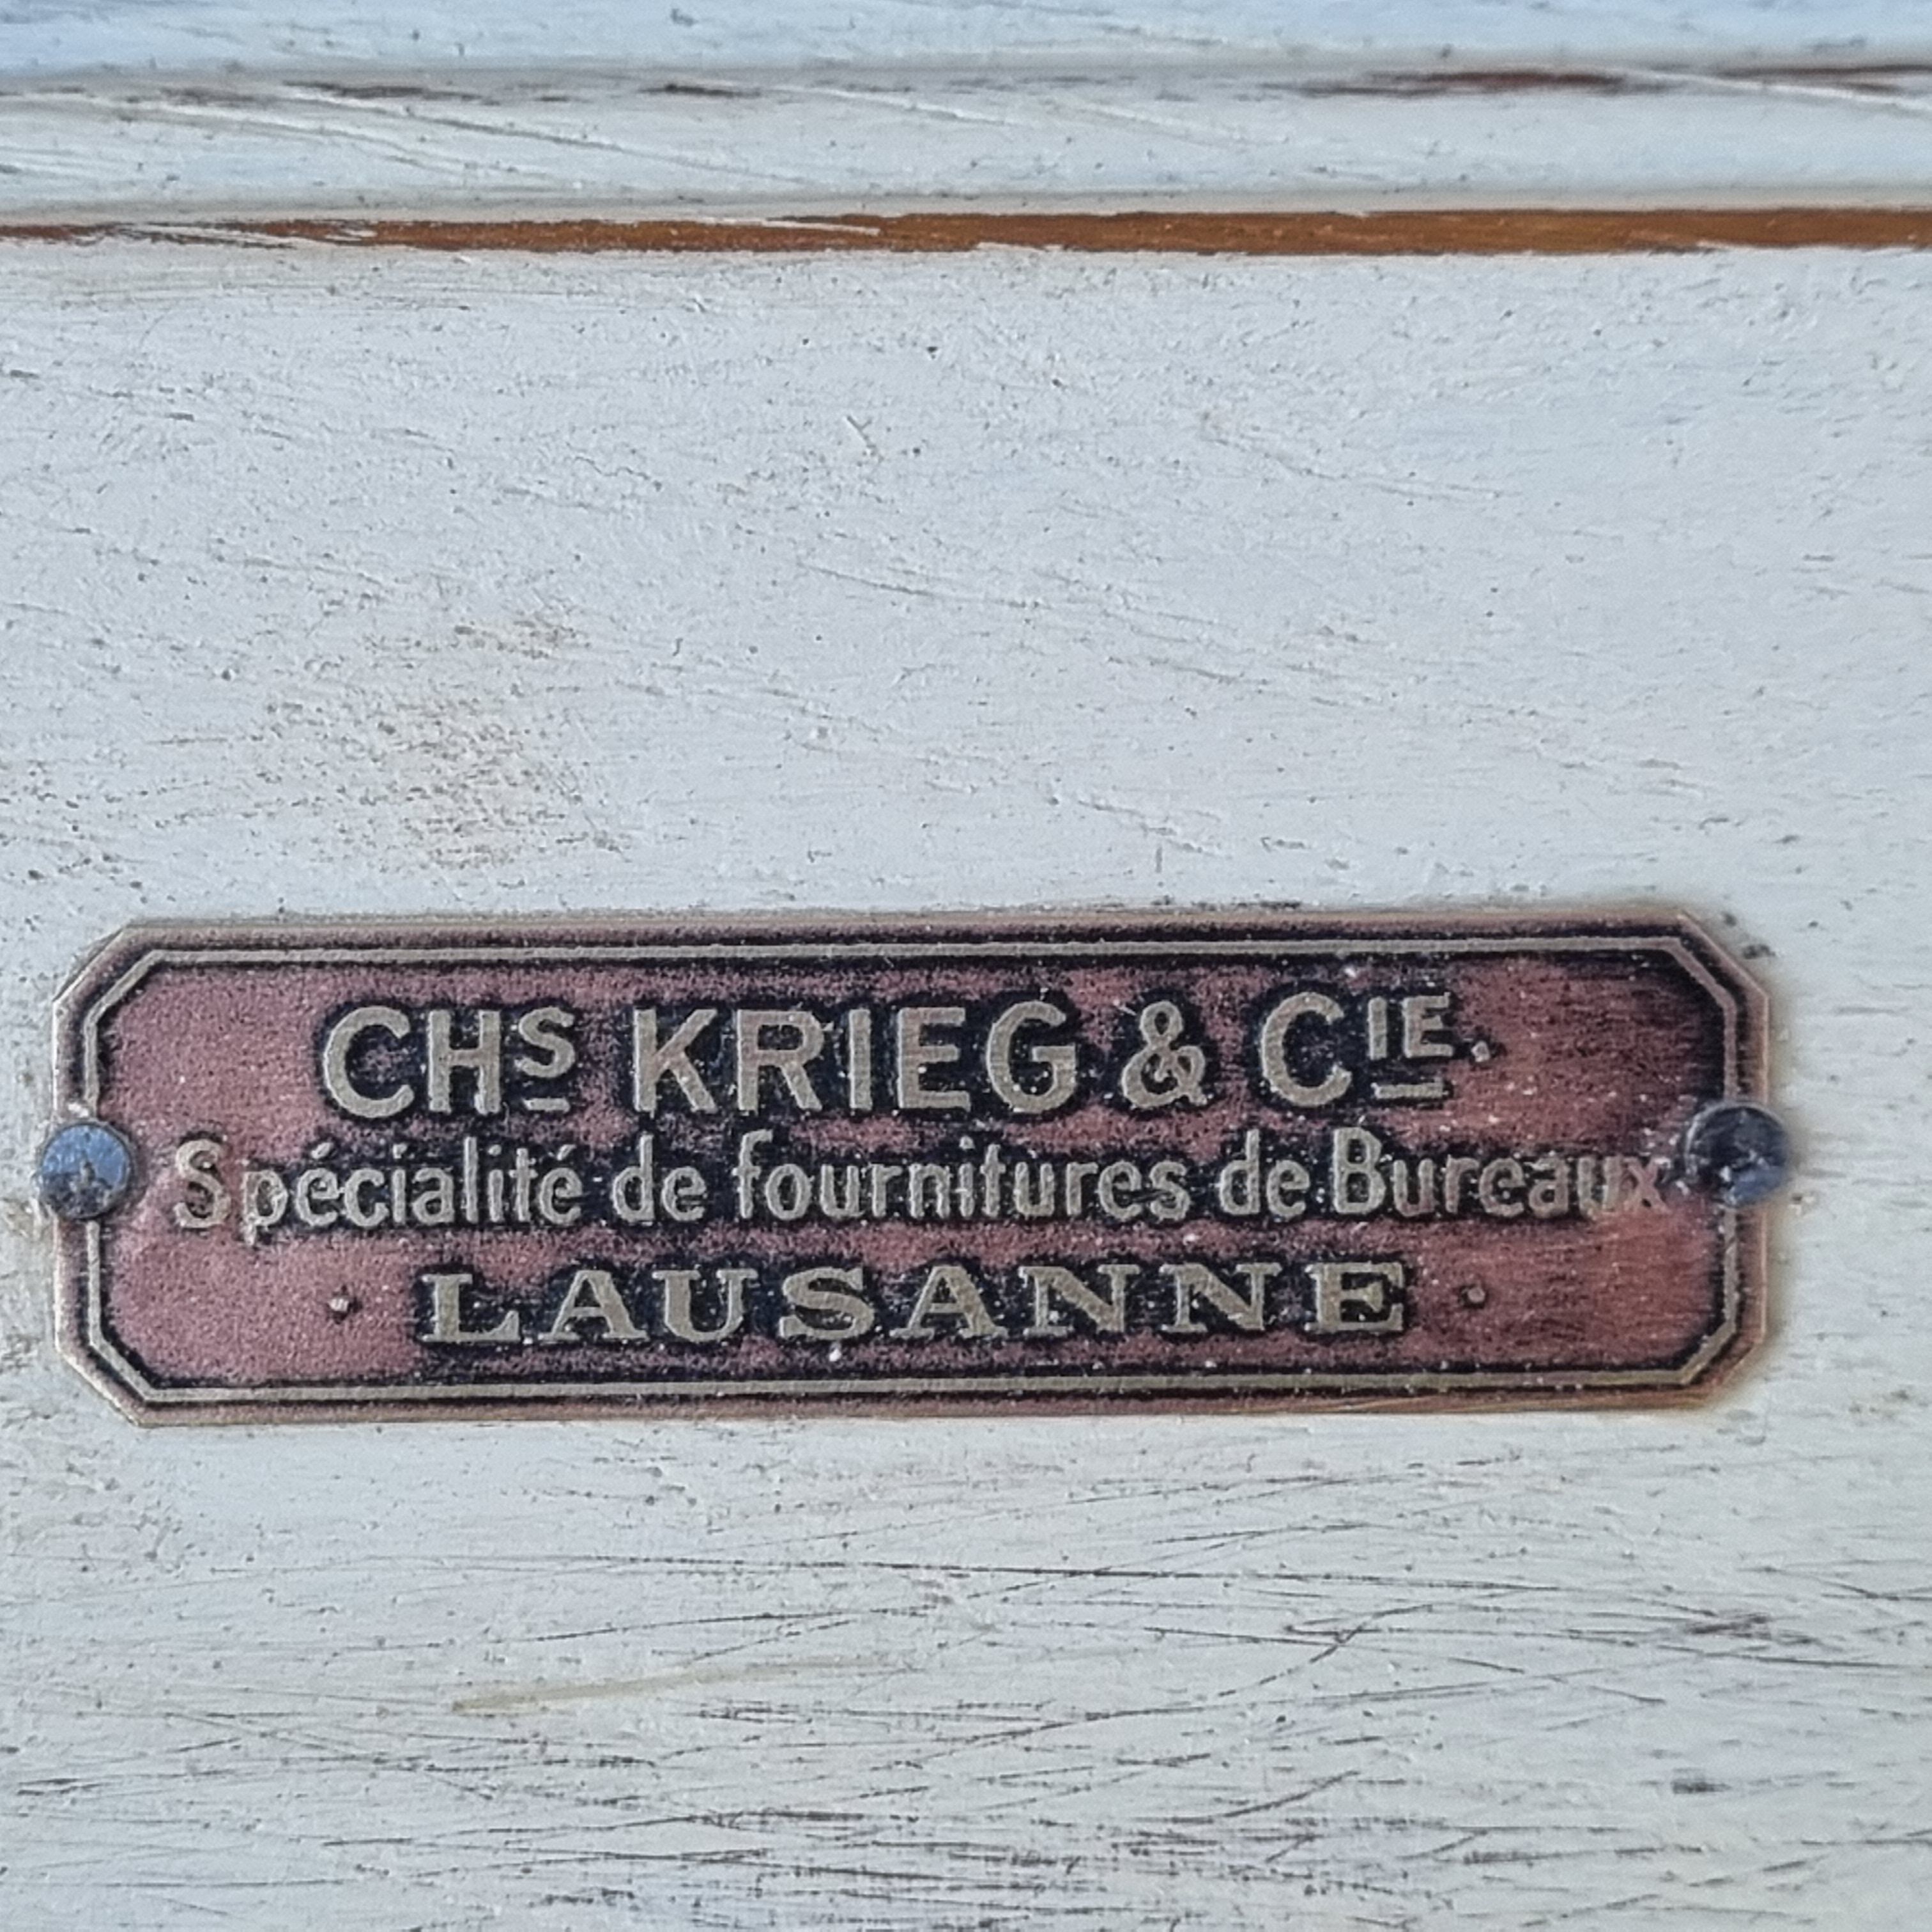 CHS KRIEG & CIE.
Spécialité de fournitures de Bureaux
LAUSANNE